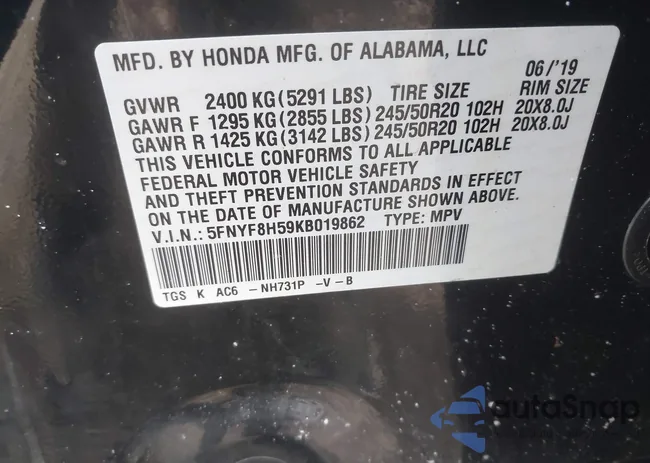 MFD. BY HONDA MFG. OF ALABAMA, LLC
06/'19
GVWR 2400 KG(5291 LBS) TIRE SIZE RIM SIZE
GAWR F 1295 KG(2855 LBS)245/50R20 102H 20X8.0J
GAWR R 1425 KG(3142 LBS)245/50R20 102H 20X8.0J
THIS VEHICLE CONFORMS TO ALL APPLICABLE
FEDERAL MOTOR VEHICLE SAFETY
AND THEFT PREVENTION STANDARDS IN EFFECT
ON THE DATE OF MANUFACTURE SHOWN ABOVE.
V.I.N.: 5FNYF8H59KB019862 TYPE: MPV
TGS K AC6 -NH731P -V-B
autoSnap